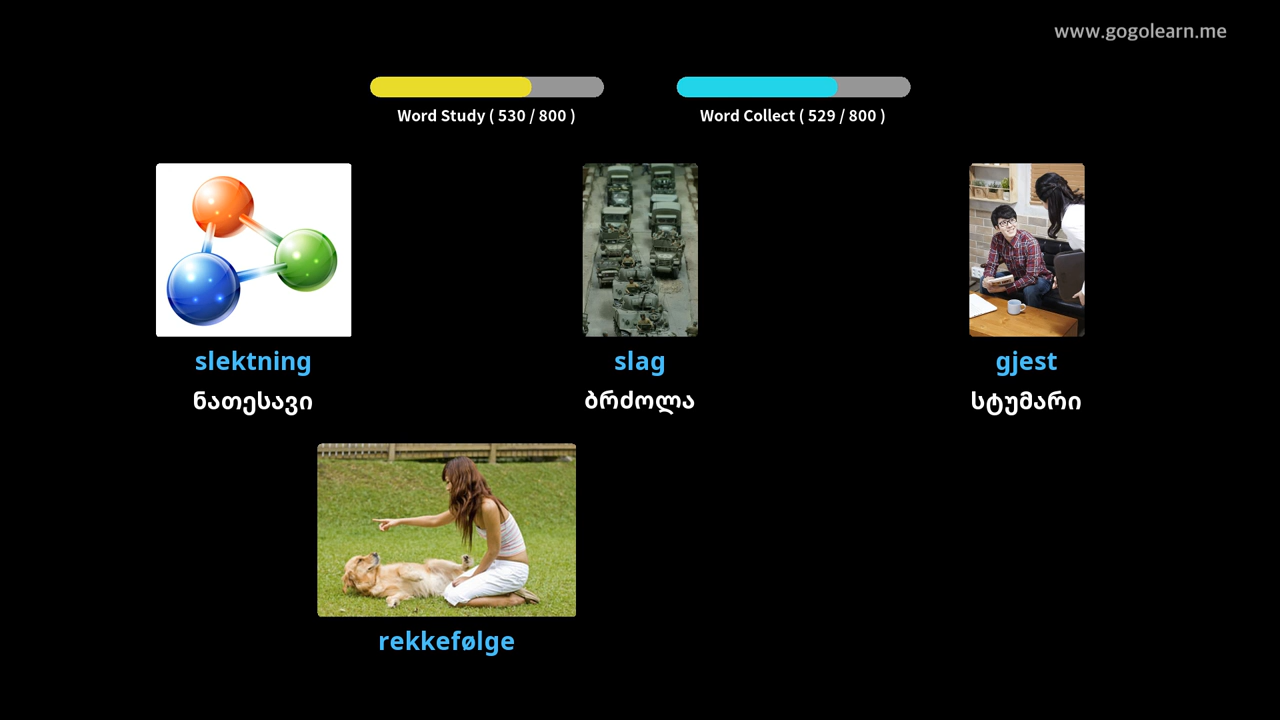 www.gogolearn.me
Word Study ( 530 / 800 )
Word Collect ( 529 / 800 )
slektning
slag
gjest
ნათესავი
ბრძოლა
სტუმარი
rekkefølge